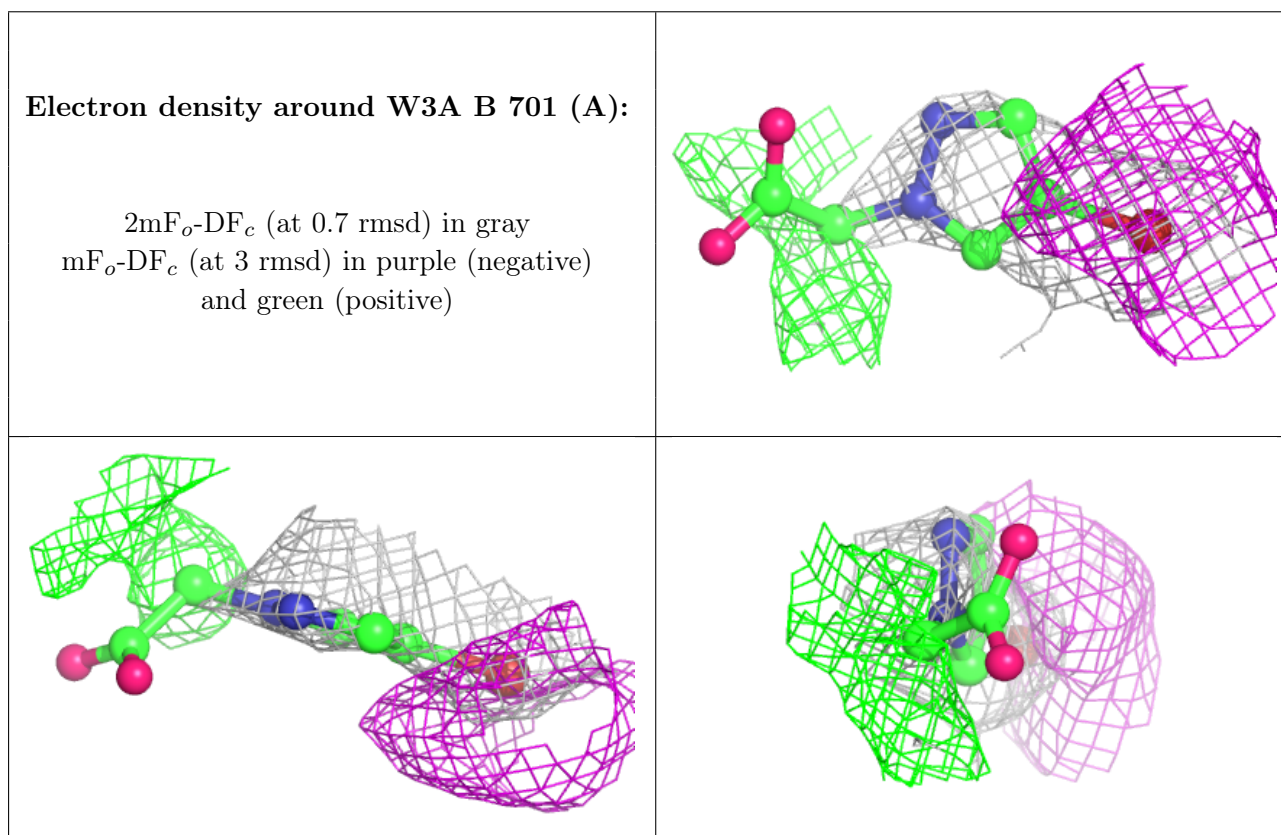 Electron density around W3A B 701 (A):
2mFₒ-DF𝒸 (at 0.7 rmsd) in gray
mFₒ-DF𝒸 (at 3 rmsd) in purple (negative)
and green (positive)